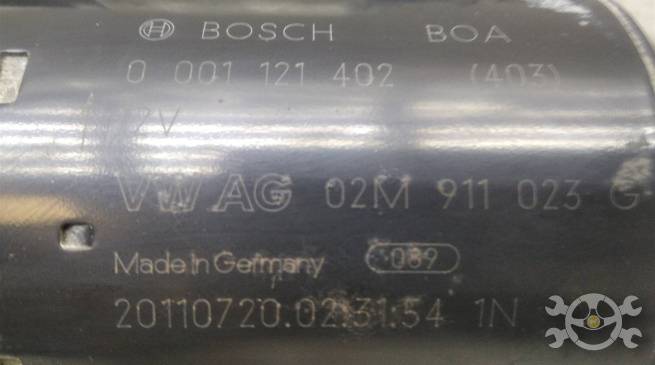 BOSCH BOA
0 001 121 402 (403)
12V
VW AG 02M 911 023 G
Made in Germany 089
20110720.02.31.54 1N